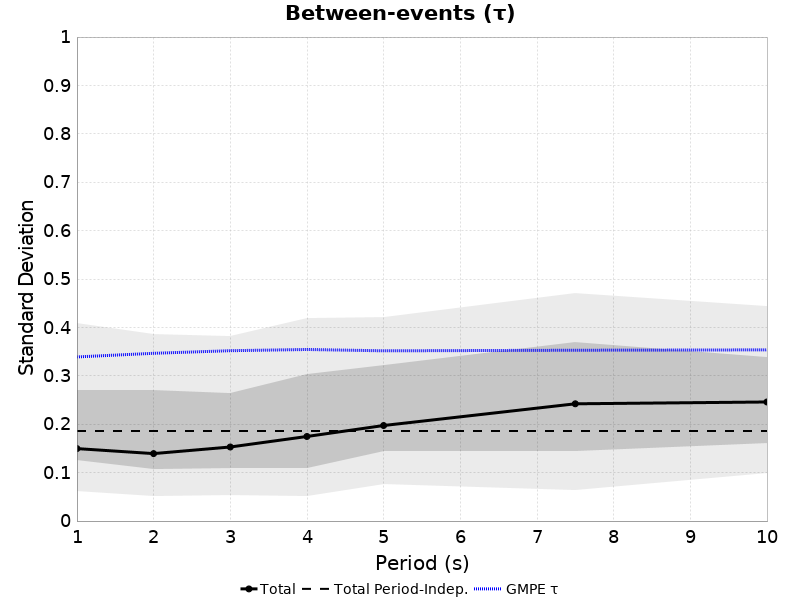 Between-events (τ)
1
0.9
0.8
0.7
0.6
0.5
0.4
0.3
0.2
0.1
0
Standard Deviation
1 2 3 4 5 6 7 8 9 10
Period (s)
Total Total Period-Indep. GMPE τ